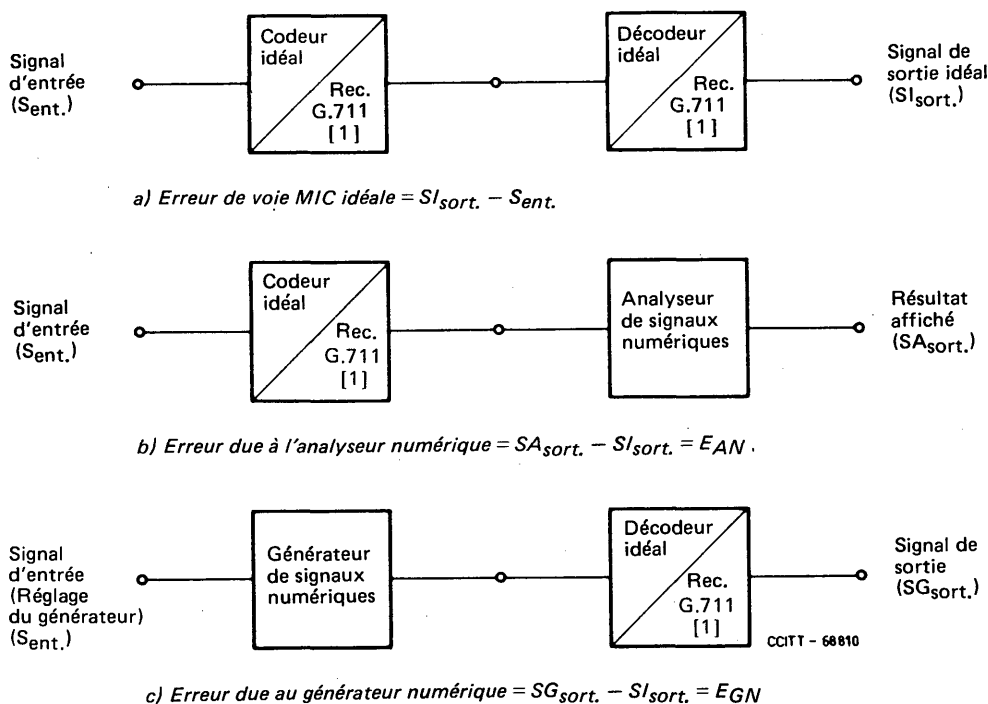 Signal
d'entrée
(Sent.)
Codeur
idéal
Rec.
G.711
[1]
Décodeur
idéal
Rec.
G.711
[1]
Signal de
sortie idéal
(SIsort.)
a) Erreur de voie MIC idéale = SIsort. – Sent.
Signal
d'entrée
(Sent.)
Codeur
idéal
Rec.
G.711
[1]
Analyseur
de signaux
numériques
Résultat
affiché
(SAsort.)
b) Erreur due à l'analyseur numérique = SAsort. – SIsort. = EAN .
Signal
d'entrée
(Réglage
du générateur)
(Sent.)
Générateur
de signaux
numériques
Décodeur
idéal
Rec.
G.711
[1]
Signal de
sortie
(SGsort.)
CCITT – 68810
c) Erreur due au générateur numérique = SGsort. – SIsort. = EGN